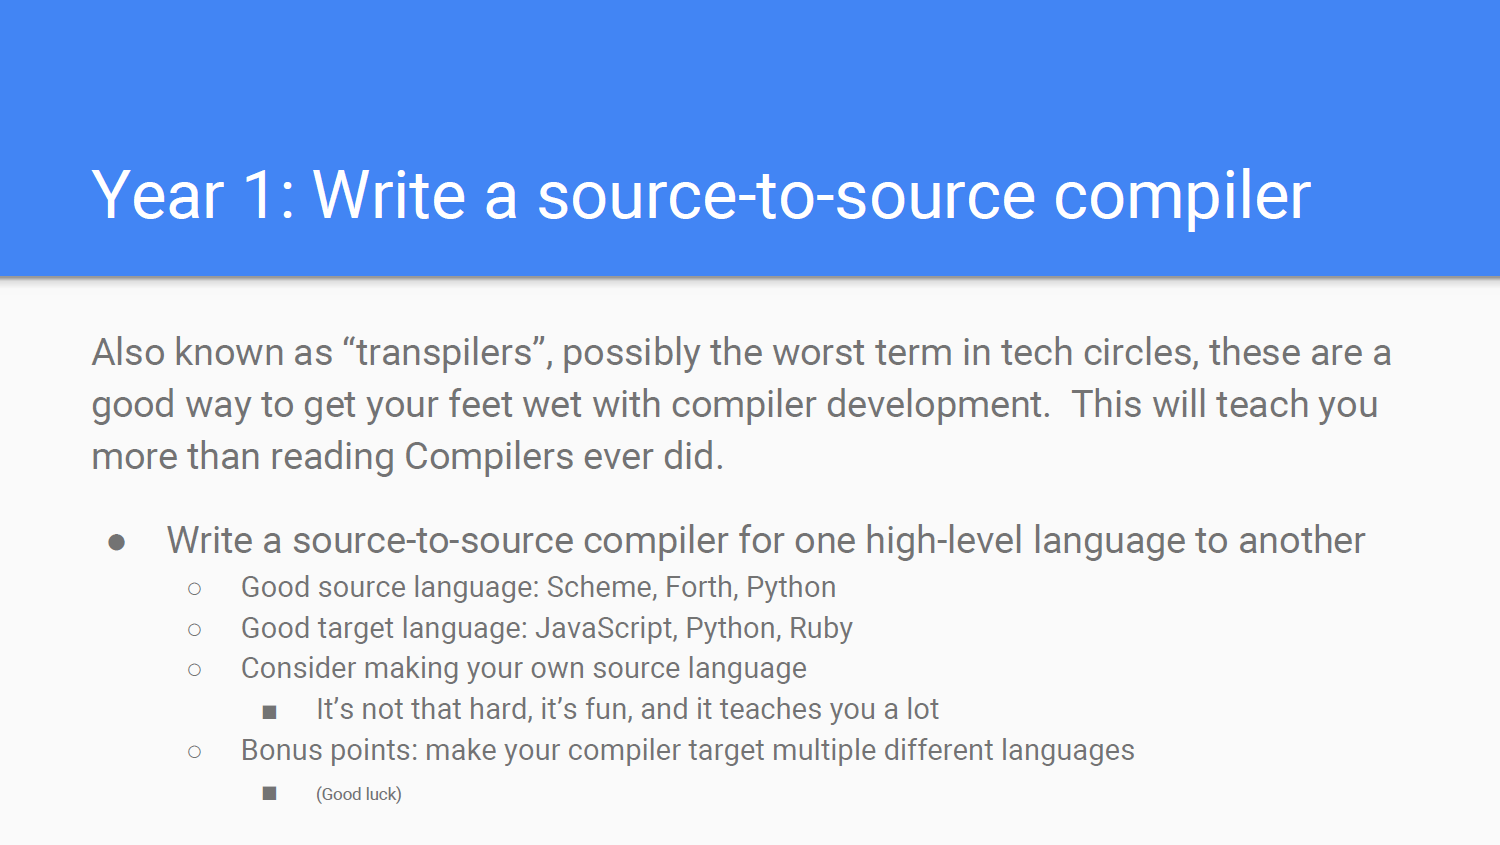 Year 1: Write a source-to-source compiler
Also known as “transpilers”, possibly the worst term in tech circles, these are a
good way to get your feet wet with compiler development.  This will teach you
more than reading Compilers ever did.
● Write a source-to-source compiler for one high-level language to another
○ Good source language: Scheme, Forth, Python
○ Good target language: JavaScript, Python, Ruby
○ Consider making your own source language
■ It’s not that hard, it’s fun, and it teaches you a lot
○ Bonus points: make your compiler target multiple different languages
■ (Good luck)